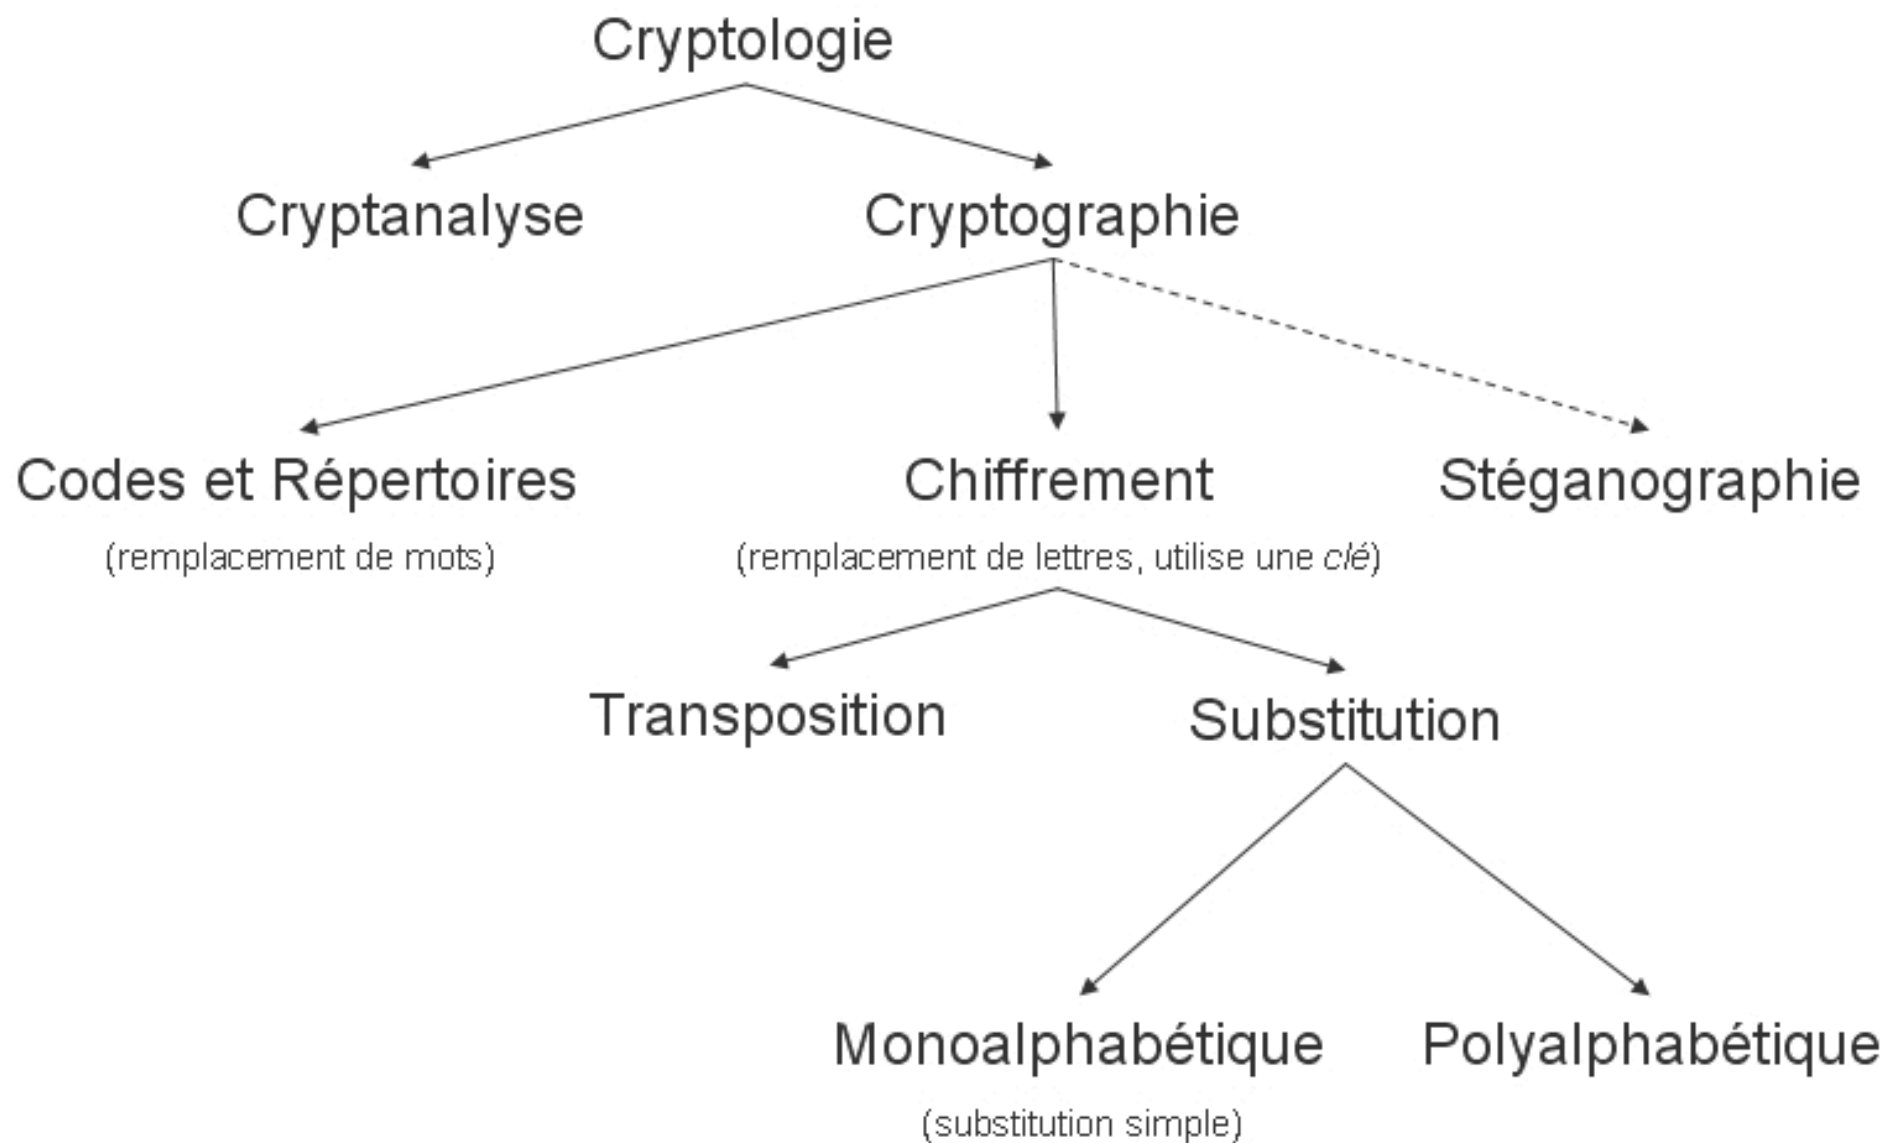 Cryptologie
Cryptanalyse
Cryptographie
Codes et Répertoires
(remplacement de mots)
Chiffrement
(remplacement de lettres, utilise une clé)
Stéganographie
Transposition
Substitution
Monoalphabétique
(substitution simple)
Polyalphabétique